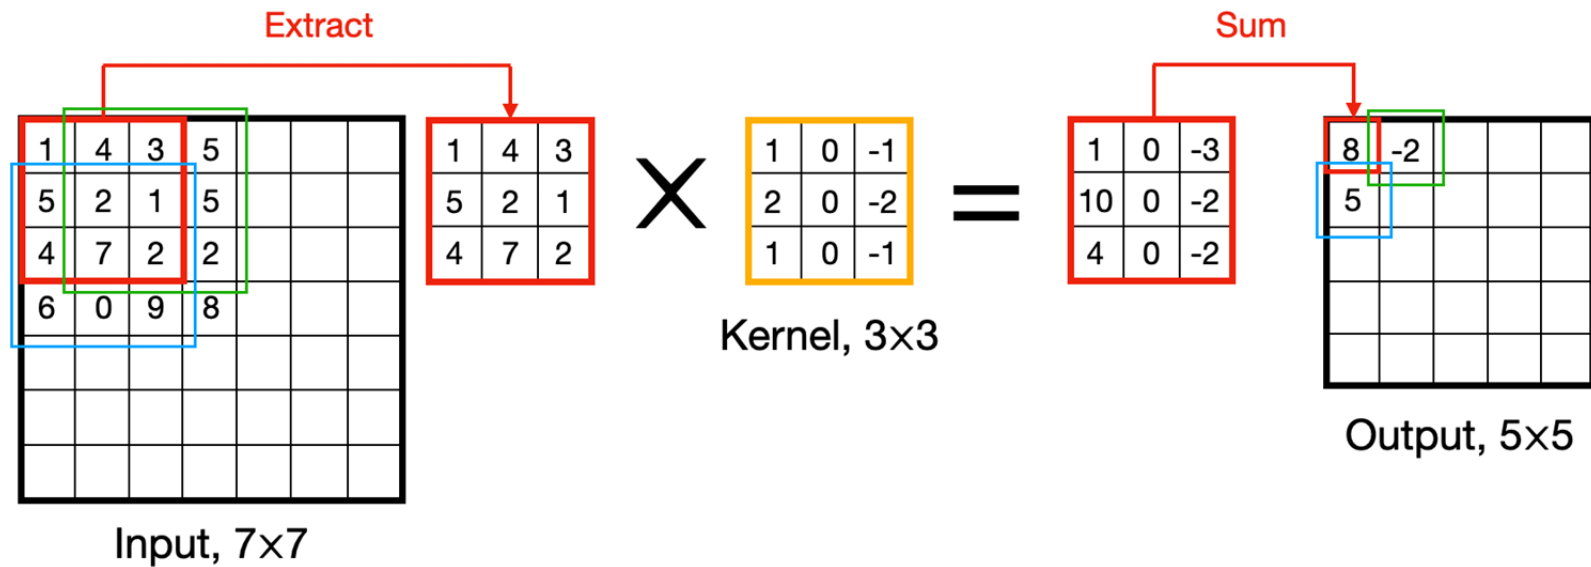 Extract
Sum
1 4 3 5
5 2 1 5
4 7 2 2
6 0 9 8
1 4 3
5 2 1
4 7 2
×
1 0 -1
2 0 -2
1 0 -1
=
1 0 -3
10 0 -2
4 0 -2
8 -2
5
Kernel, 3×3
Output, 5×5
Input, 7×7